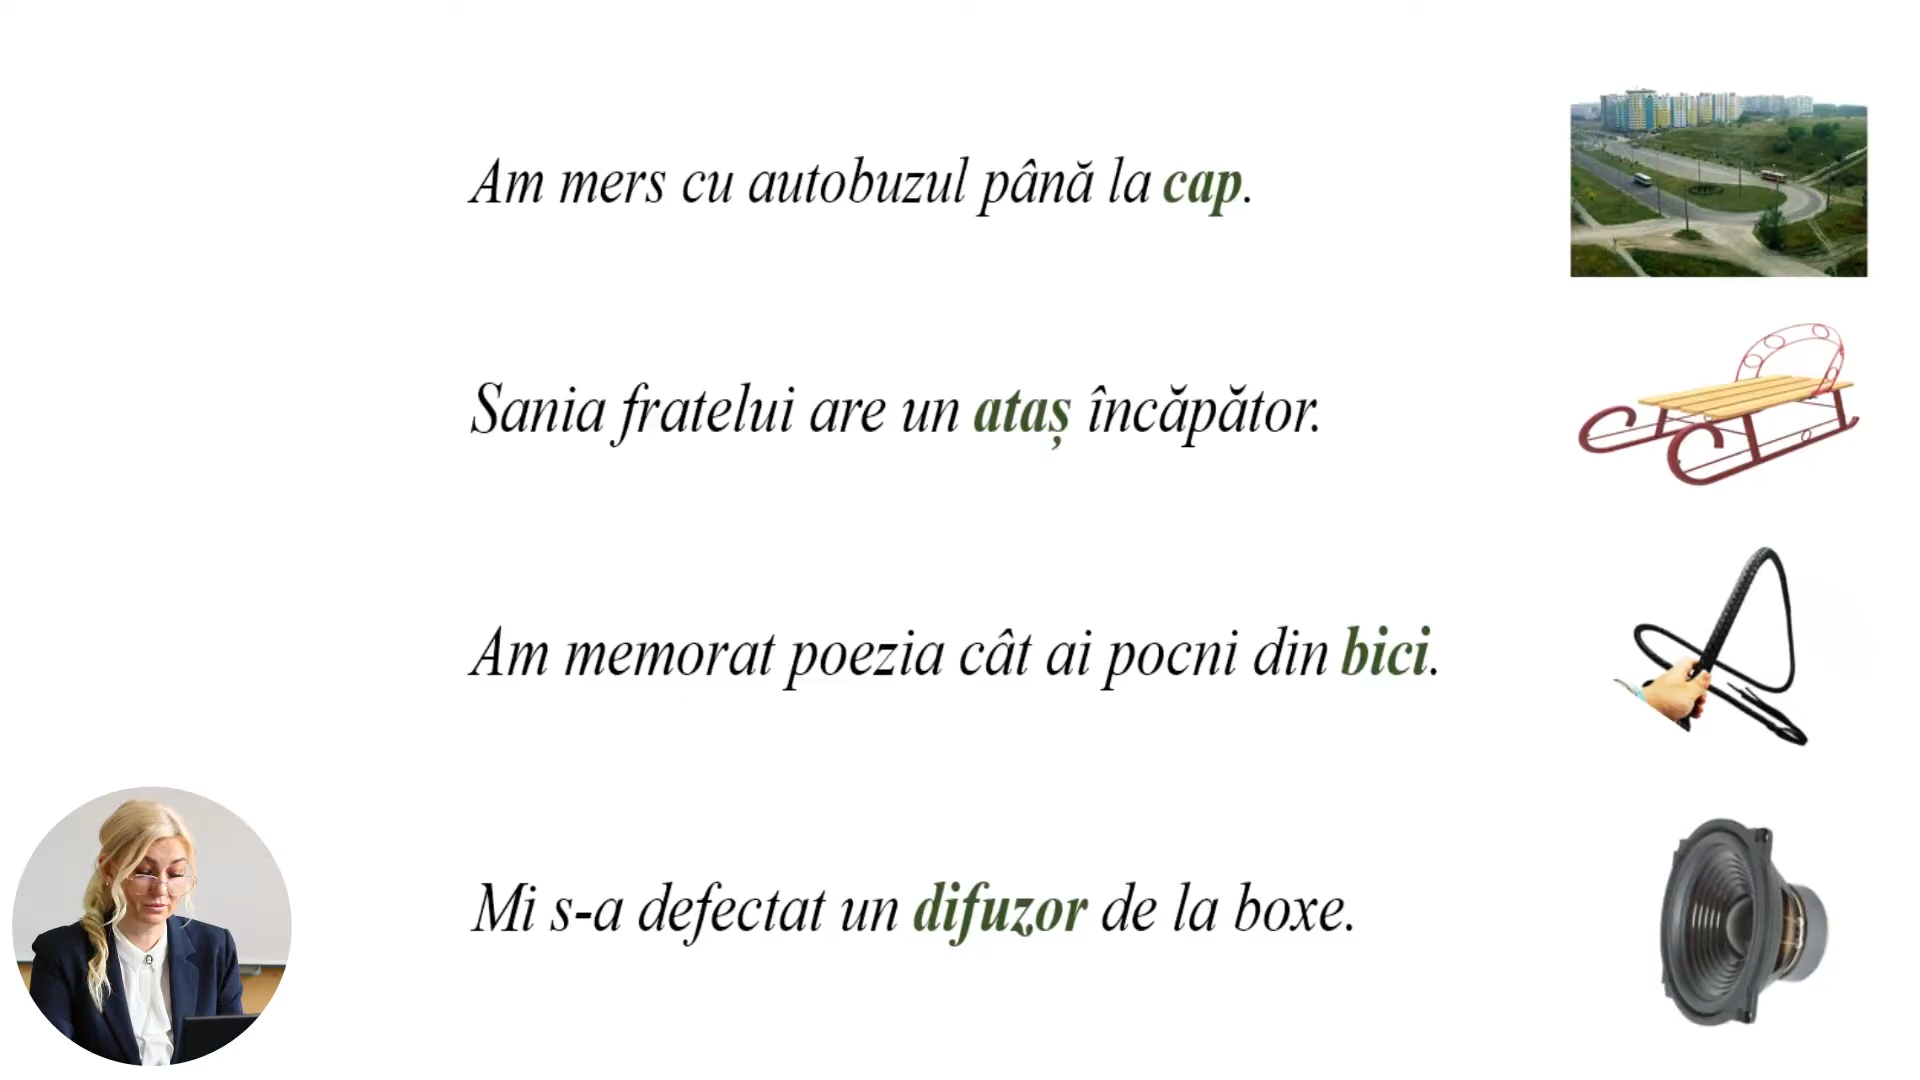 Am mers cu autobuzul până la cap.
Sania fratelui are un ataș încăpător.
Am memorat poezia cât ai pocni din bici.
Mi s-a defectat un difuzor de la boxe.